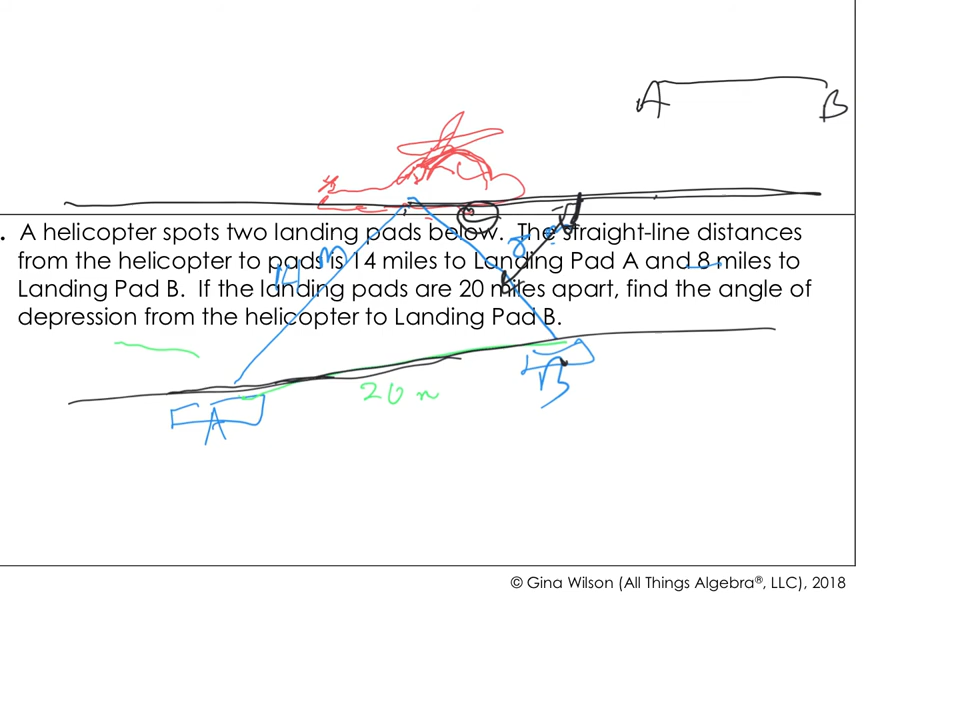 A B
. A helicopter spots two landing pads below. The straight-line distances
from the helicopter to pads is 14 miles to Landing Pad A and 8 miles to
Landing Pad B. If the landing pads are 20 miles apart, find the angle of
depression from the helicopter to Landing Pad B.
14 m
8
20 m
A
B
© Gina Wilson (All Things Algebra®, LLC), 2018